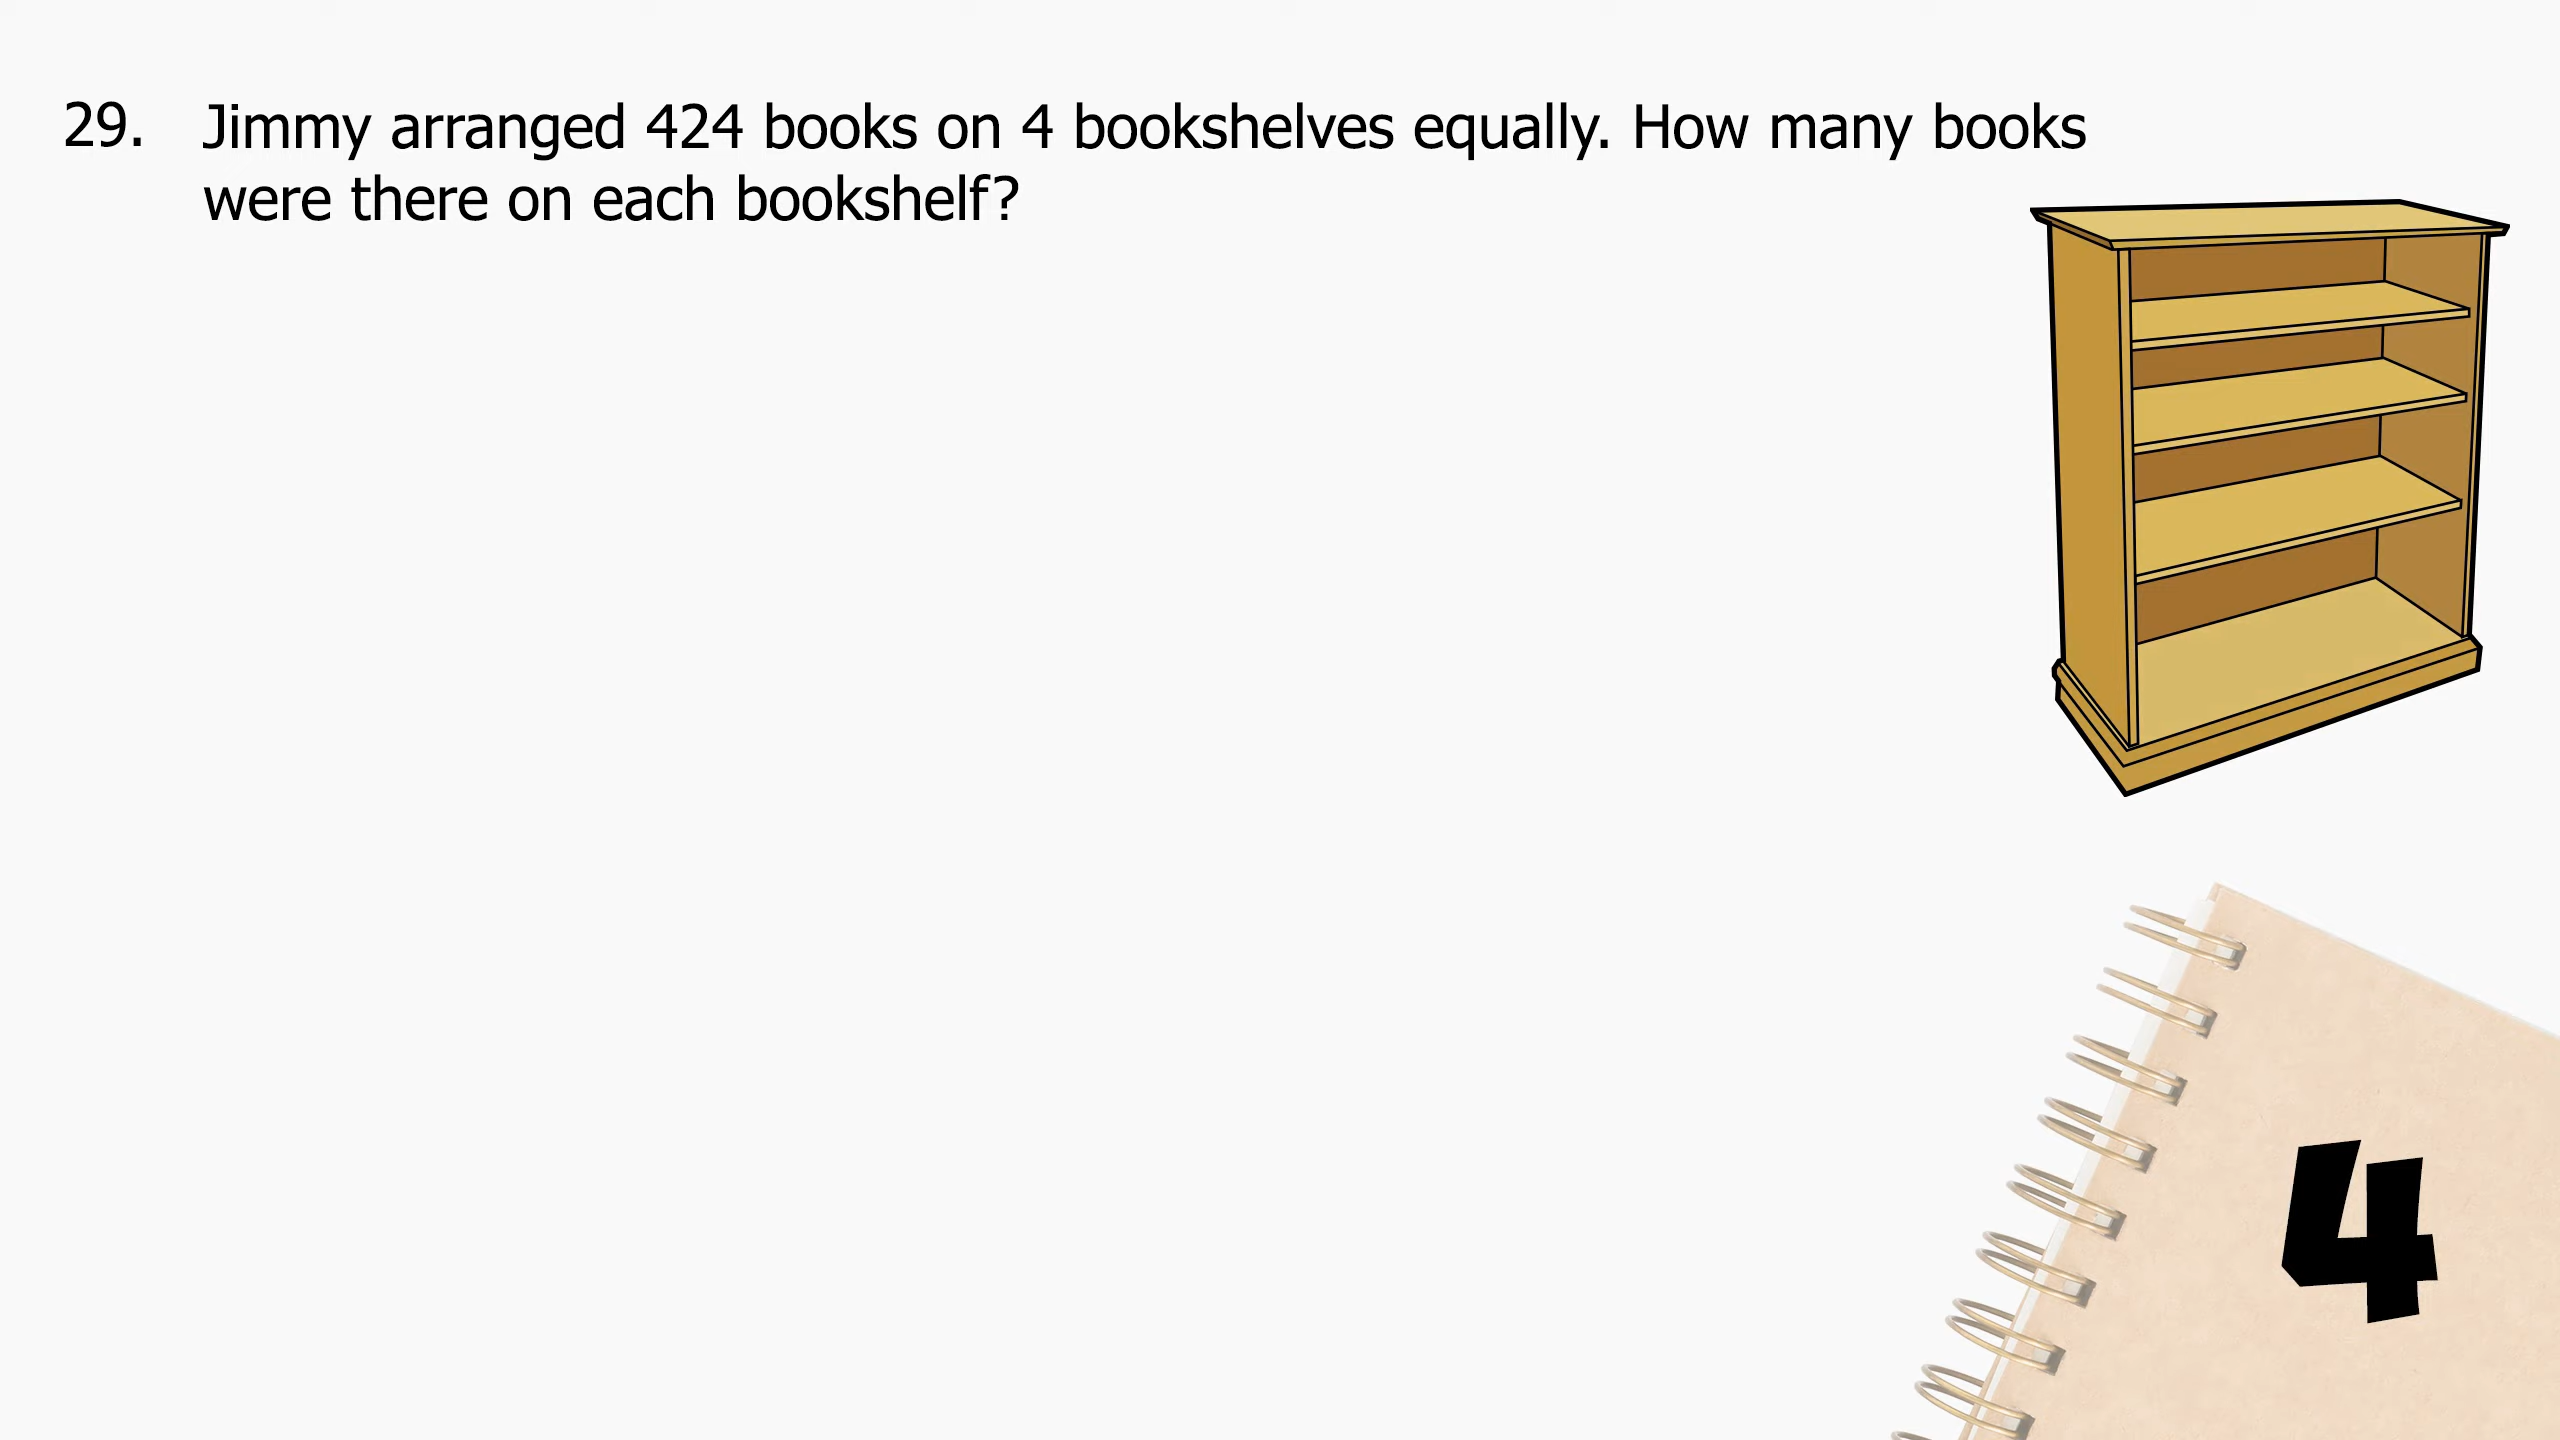 29. Jimmy arranged 424 books on 4 bookshelves equally. How many books
were there on each bookshelf?
4